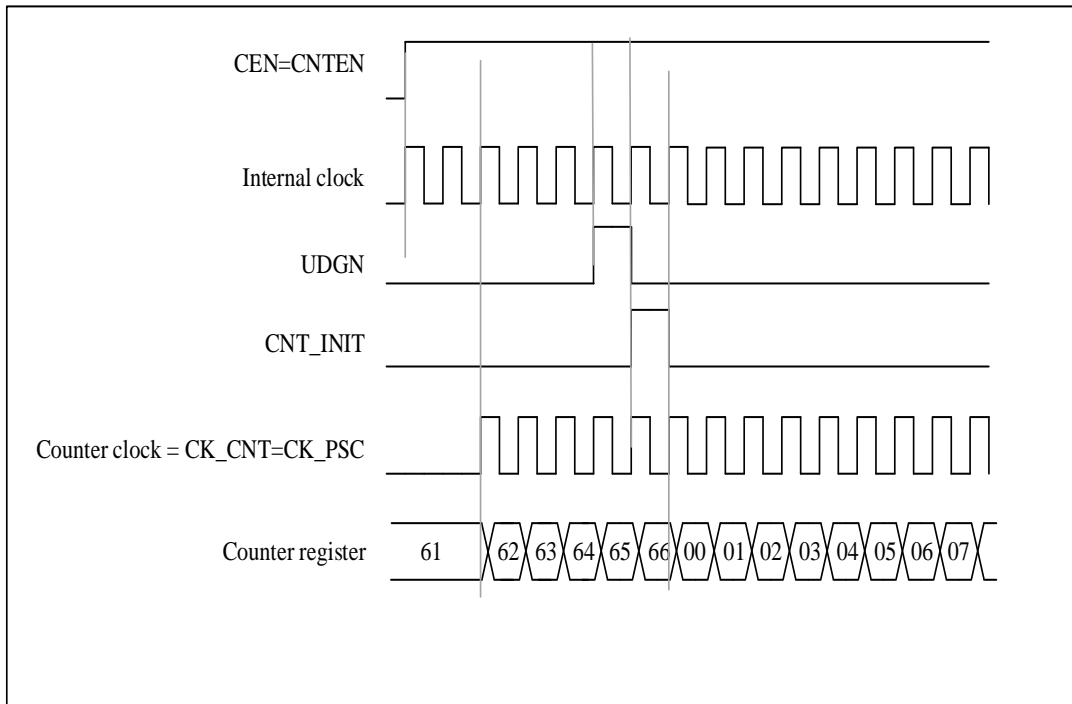 CEN=CNTEN
Internal clock
UDGN
CNT_INIT
Counter clock = CK_CNT=CK_PSC
Counter register 61 62 63 64 65 66 00 01 02 03 04 05 06 07